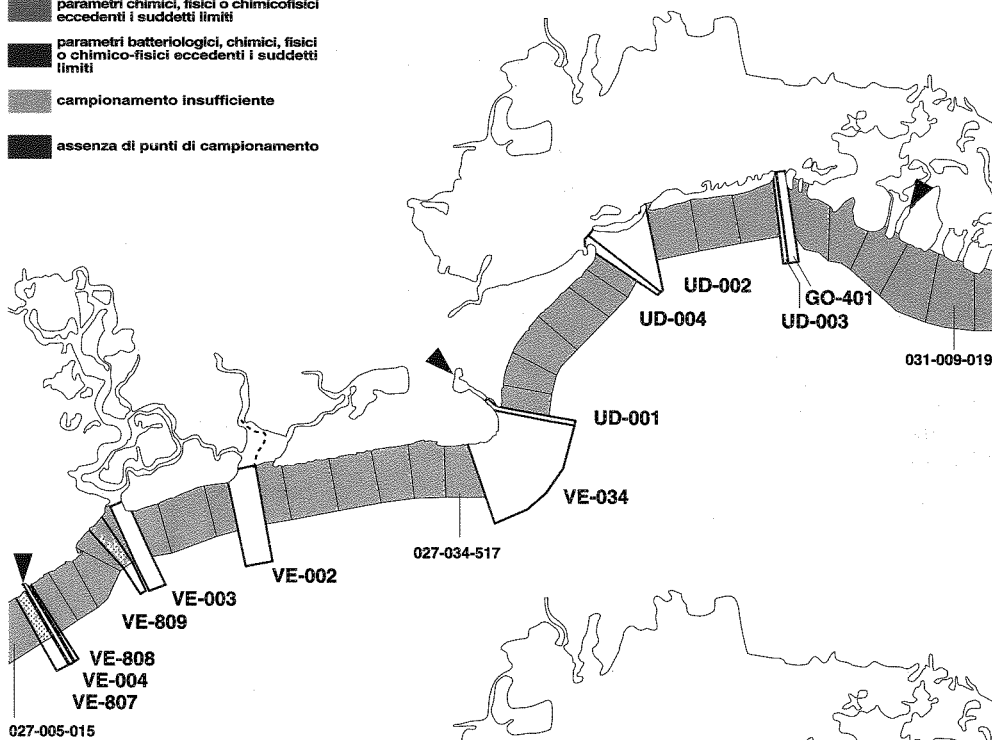 parametri chimici, fisici o chimicofisici
eccedenti i suddetti limiti
parametri batteriologici, chimici, fisici
o chimico-fisici eccedenti i suddetti
limiti
campionamento insufficiente
assenza di punti di campionamento
UD-002
GO-401
UD-004
UD-003
031-009-019
UD-001
VE-034
027-034-517
VE-002
VE-003
VE-809
VE-808
VE-004
VE-807
027-005-015